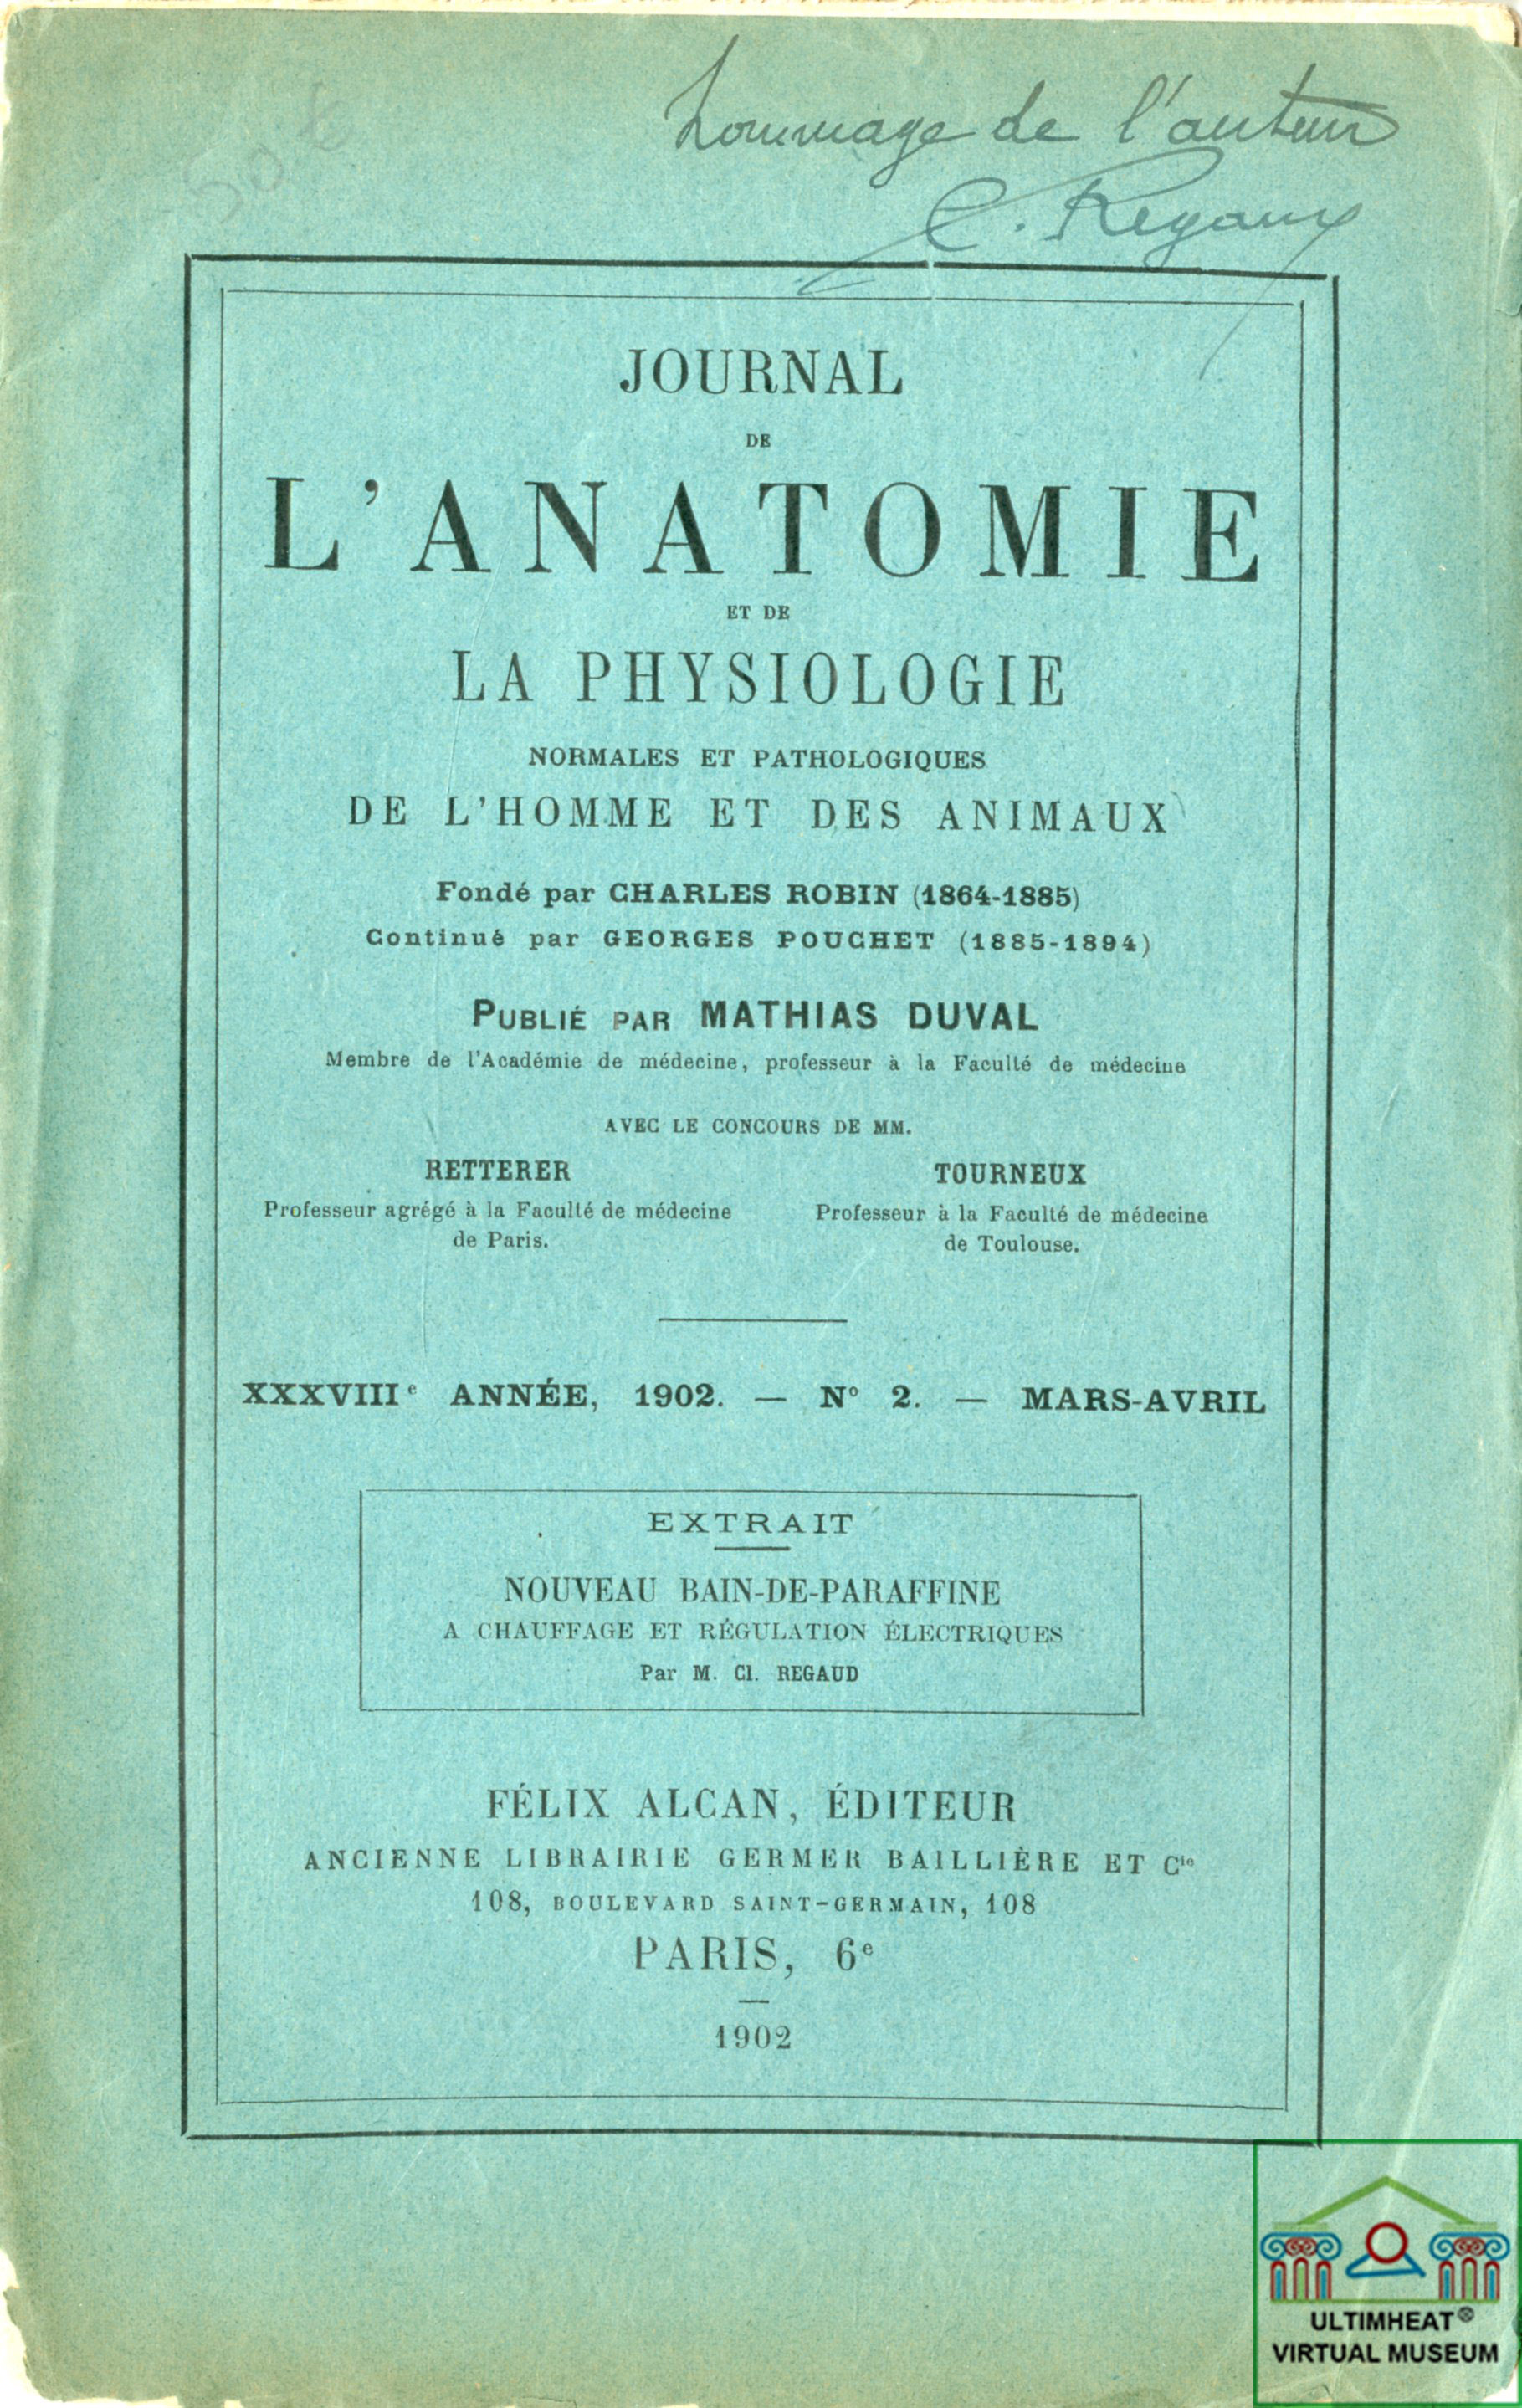 hommage de l'auteur
C. Regaud
JOURNAL
DE
L'ANATOMIE
ET DE
LA PHYSIOLOGIE
NORMALES ET PATHOLOGIQUES
DE L'HOMME ET DES ANIMAUX
Fondé par CHARLES ROBIN (1864-1885)
Continué par GEORGES POUCHET (1885-1894)
PUBLIÉ PAR MATHIAS DUVAL
Membre de l'Académie de médecine, professeur à la Faculté de médecine
AVEC LE CONCOURS DE MM.
RETTERER
Professeur agrégé à la Faculté de médecine
de Paris.
TOURNEUX
Professeur à la Faculté de médecine
de Toulouse.
XXXVIIIe ANNÉE, 1902. — No 2. — MARS-AVRIL
EXTRAIT
NOUVEAU BAIN-DE-PARAFFINE
A CHAUFFAGE ET RÉGULATION ÉLECTRIQUES
Par M. Cl. REGAUD
FÉLIX ALCAN, ÉDITEUR
ANCIENNE LIBRAIRIE GERMER BAILLIÈRE ET Cie
108, BOULEVARD SAINT-GERMAIN, 108
PARIS, 6e
1902
ULTIMHEAT®
VIRTUAL MUSEUM